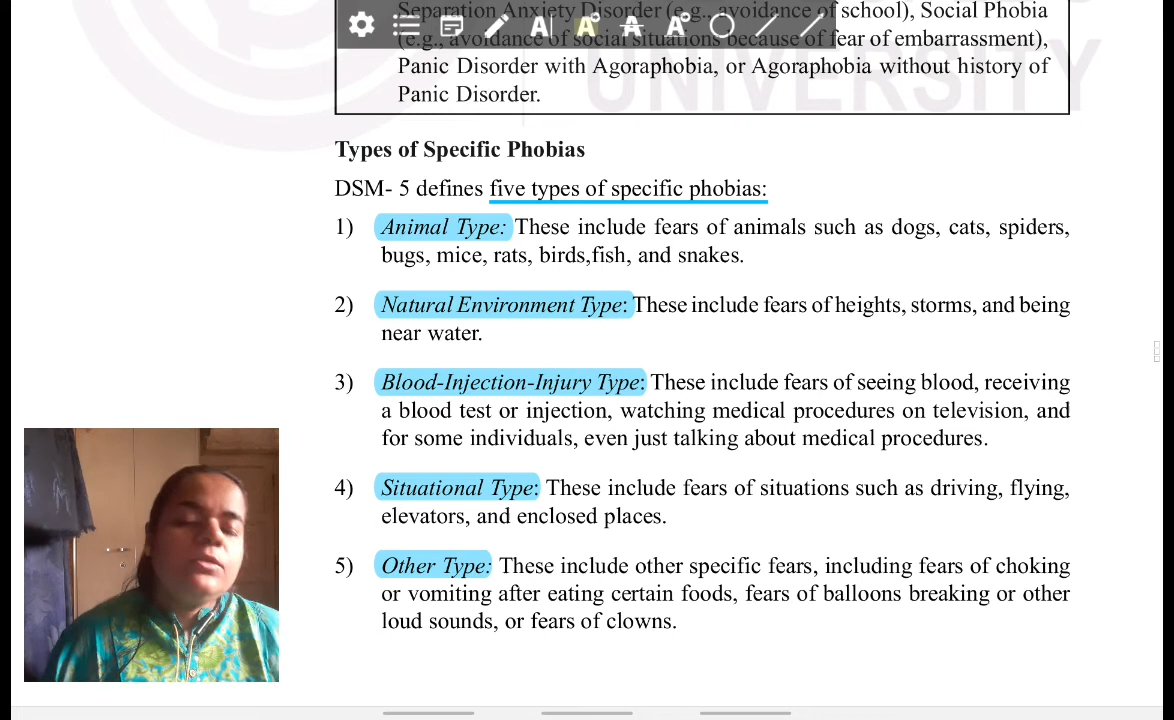 Separation Anxiety Disorder (e.g., avoidance of school), Social Phobia
(e.g., avoidance of social situations because of fear of embarrassment),
Panic Disorder with Agoraphobia, or Agoraphobia without history of
Panic Disorder.
UNIVERSITY
Types of Specific Phobias
DSM- 5 defines five types of specific phobias:
1) Animal Type: These include fears of animals such as dogs, cats, spiders,
bugs, mice, rats, birds,fish, and snakes.
2) Natural Environment Type: These include fears of heights, storms, and being
near water.
3) Blood-Injection-Injury Type: These include fears of seeing blood, receiving
a blood test or injection, watching medical procedures on television, and
for some individuals, even just talking about medical procedures.
4) Situational Type: These include fears of situations such as driving, flying,
elevators, and enclosed places.
5) Other Type: These include other specific fears, including fears of choking
or vomiting after eating certain foods, fears of balloons breaking or other
loud sounds, or fears of clowns.